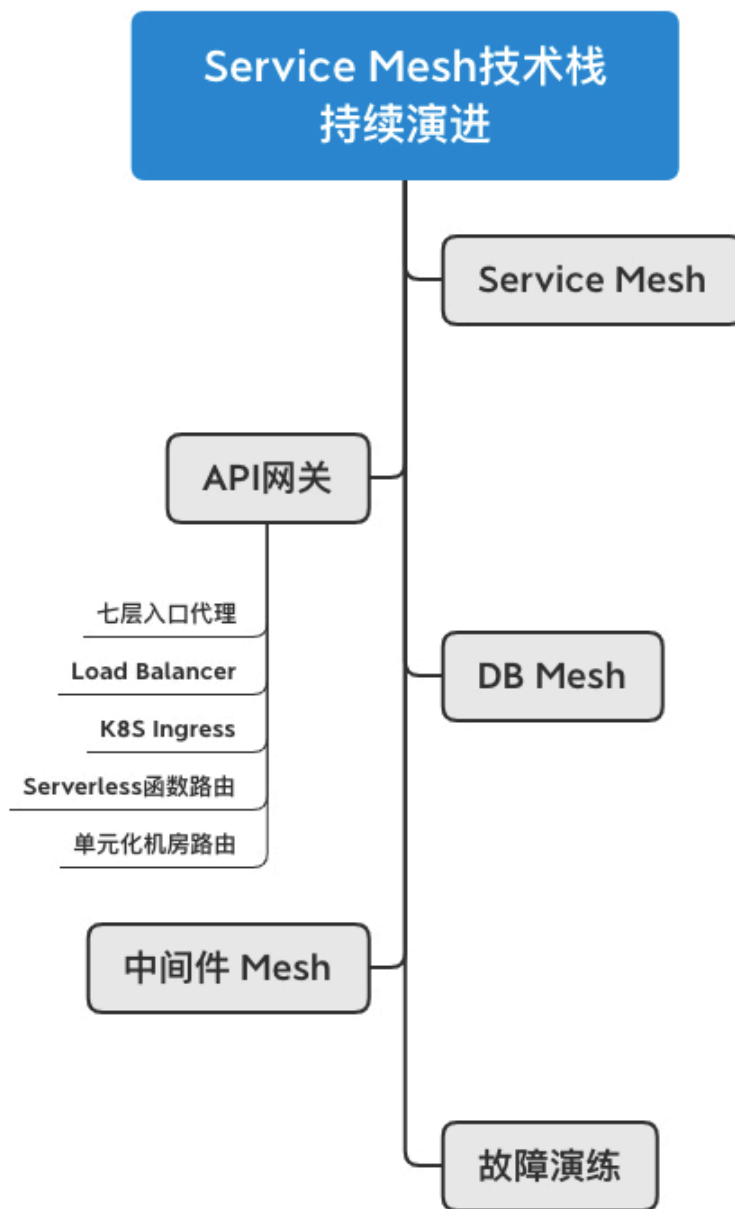 Service Mesh技术栈
持续演进
Service Mesh
API网关
七层入口代理
Load Balancer
K8S Ingress
Serverless函数路由
单元化机房路由
DB Mesh
中间件 Mesh
故障演练